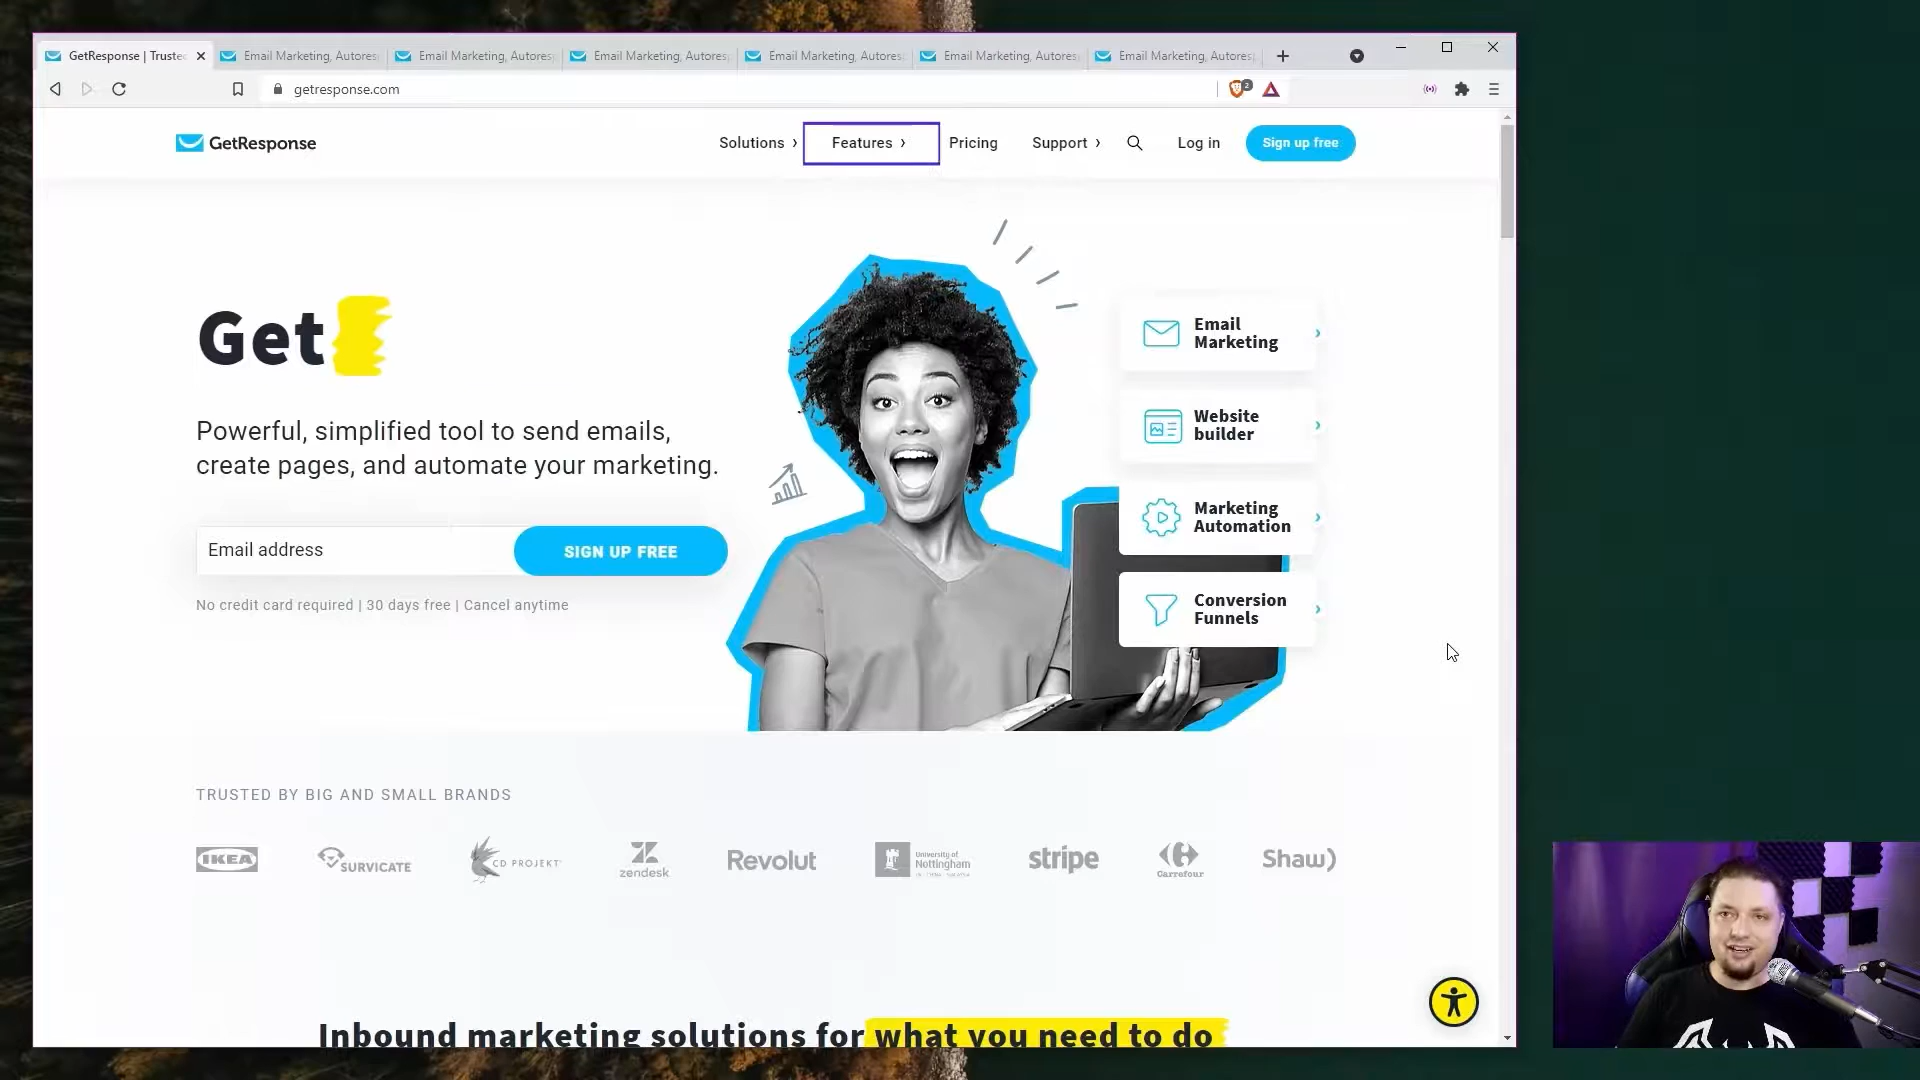 GetResponse | Truste
Email Marketing, Autores
Email Marketing, Autores
Email Marketing, Autores
Email Marketing, Autores
Email Marketing, Autores
Email Marketing, Autores
getresponse.com
2
GetResponse
Solutions
Features
Pricing
Support
Log in
Sign up free
Get
Powerful, simplified tool to send emails,
create pages, and automate your marketing.
Email address
SIGN UP FREE
No credit card required | 30 days free | Cancel anytime
Email
Marketing
Website
builder
Marketing
Automation
Conversion
Funnels
TRUSTED BY BIG AND SMALL BRANDS
IKEA
SURVICATE
CD PROJEKT
zendesk
Revolut
University of
Nottingham
stripe
Carrefour
Shaw)
Inbound marketing solutions for what you need to do